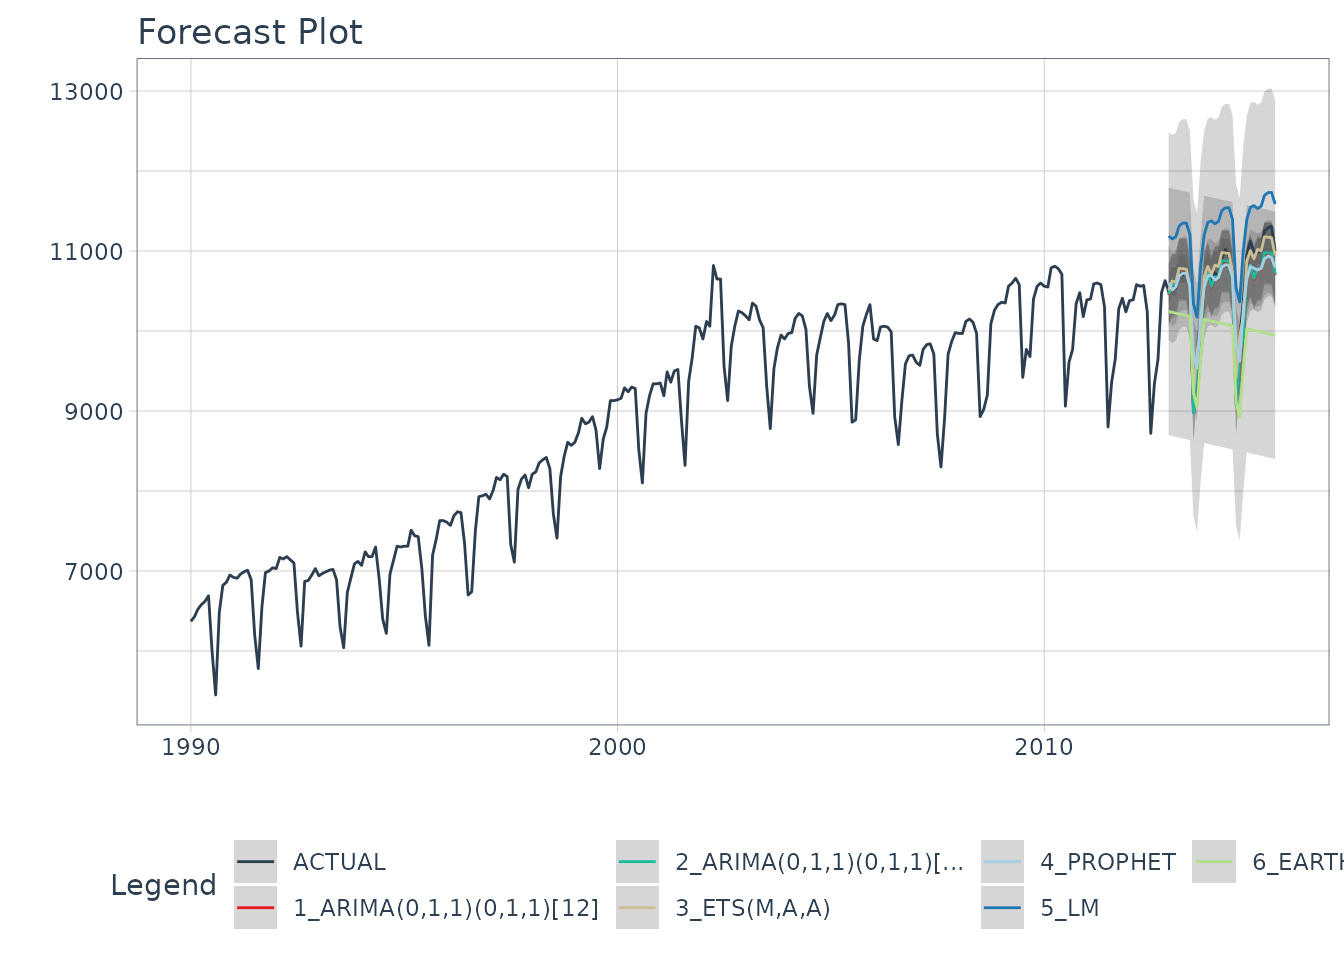 Forecast Plot
13000
11000
9000
7000
1990
2000
2010
Legend
ACTUAL
1_ARIMA(0,1,1)(0,1,1)[12]
2_ARIMA(0,1,1)(0,1,1)[...
3_ETS(M,A,A)
4_PROPHET
5_LM
6_EARTH